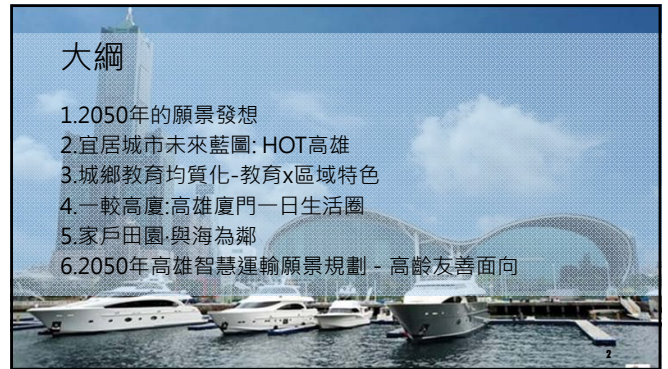 大綱
1.2050年的願景發想
2.宜居城市未來藍圖: HOT高雄
3.城鄉教育均質化-教育x區域特色
4.一較高廈:高雄廈門一日生活圈
5.家戶田園·與海為鄰
6.2050年高雄智慧運輸願景規劃－高齡友善面向
2